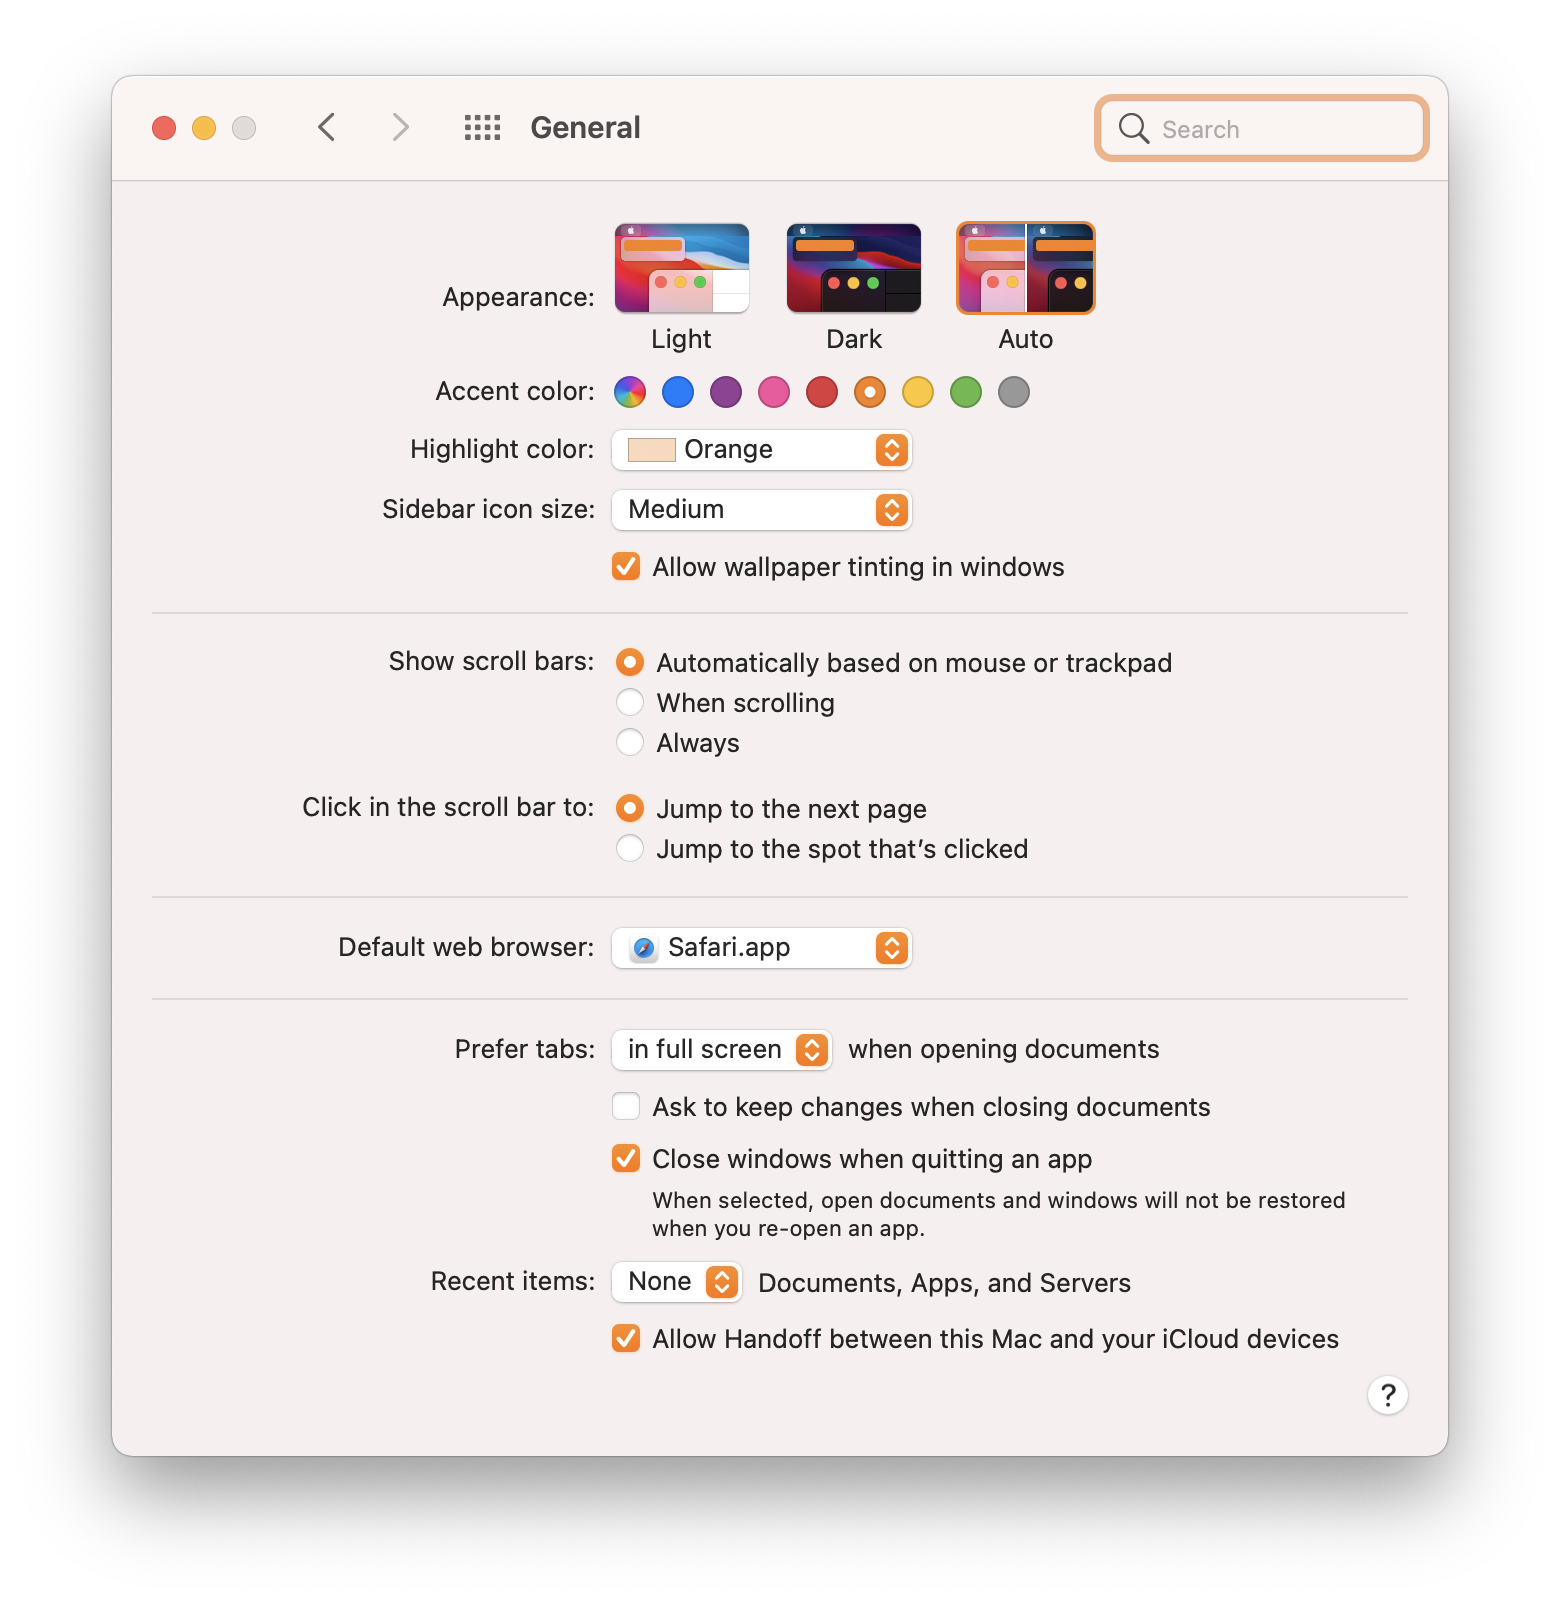 General
Search
Appearance:
Light Dark Auto
Accent color:
Highlight color: Orange
Sidebar icon size: Medium
Allow wallpaper tinting in windows
Show scroll bars: Automatically based on mouse or trackpad
When scrolling
Always
Click in the scroll bar to: Jump to the next page
Jump to the spot that's clicked
Default web browser: Safari.app
Prefer tabs: in full screen when opening documents
Ask to keep changes when closing documents
Close windows when quitting an app
When selected, open documents and windows will not be restored
when you re-open an app.
Recent items: None Documents, Apps, and Servers
Allow Handoff between this Mac and your iCloud devices
?